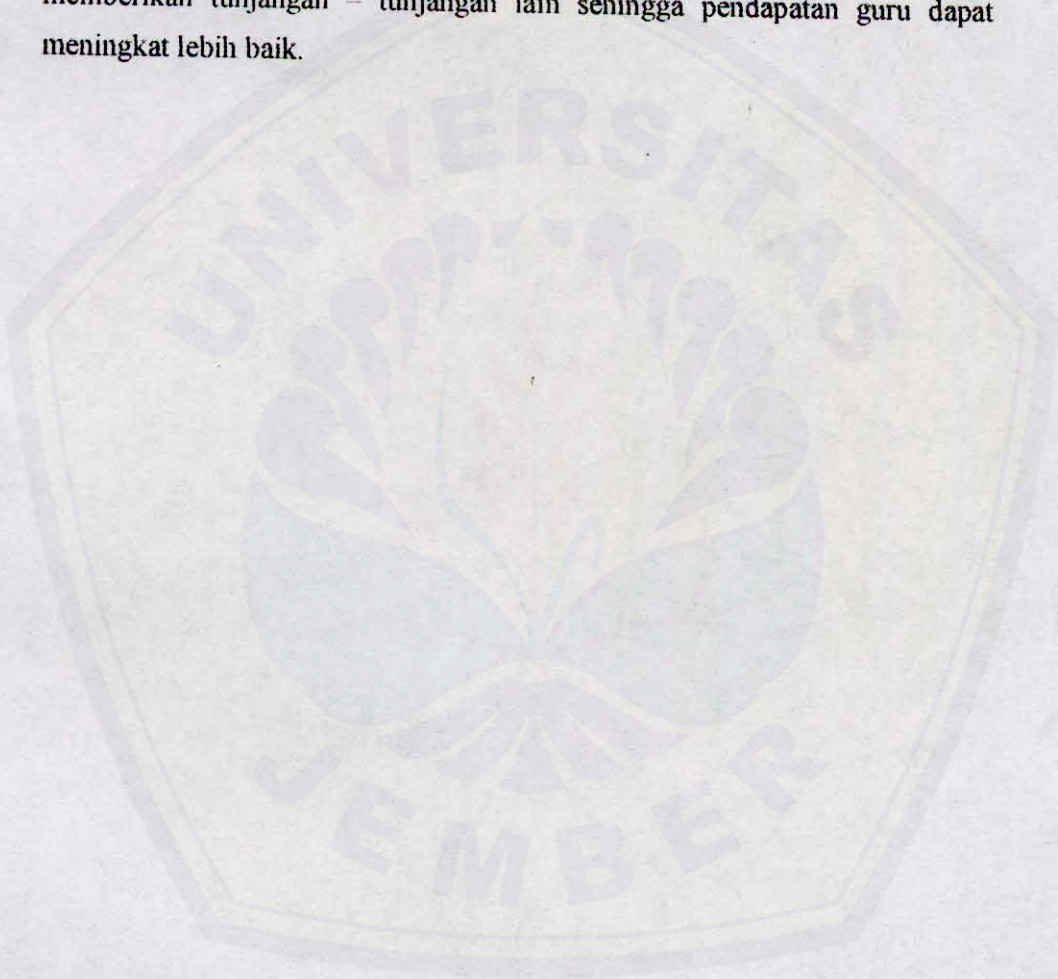 memberikan tunjangan – tunjangan lain sehingga pendapatan guru dapat
meningkat lebih baik.
UNIVERSITAS
JEMBER